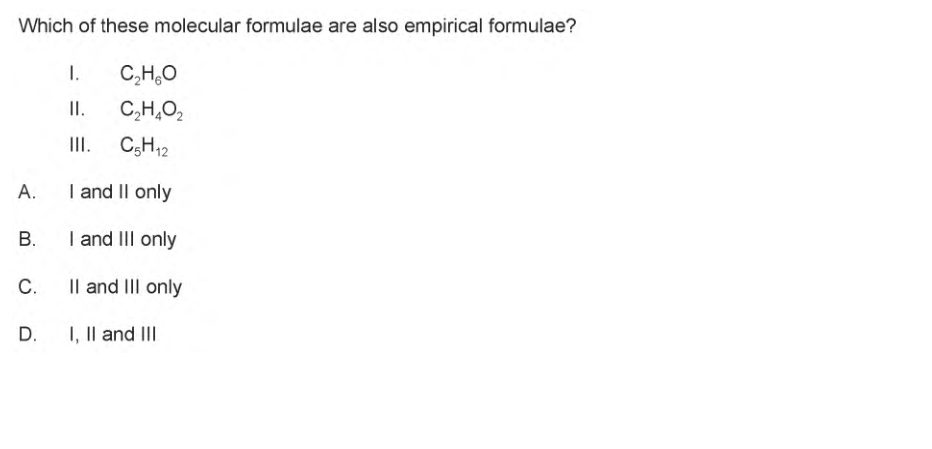 Which of these molecular formulae are also empirical formulae?
I. C₂H₆O
II. C₂H₄O₂
III. C₅H₁₂
A. I and II only
B. I and III only
C. II and III only
D. I, II and III